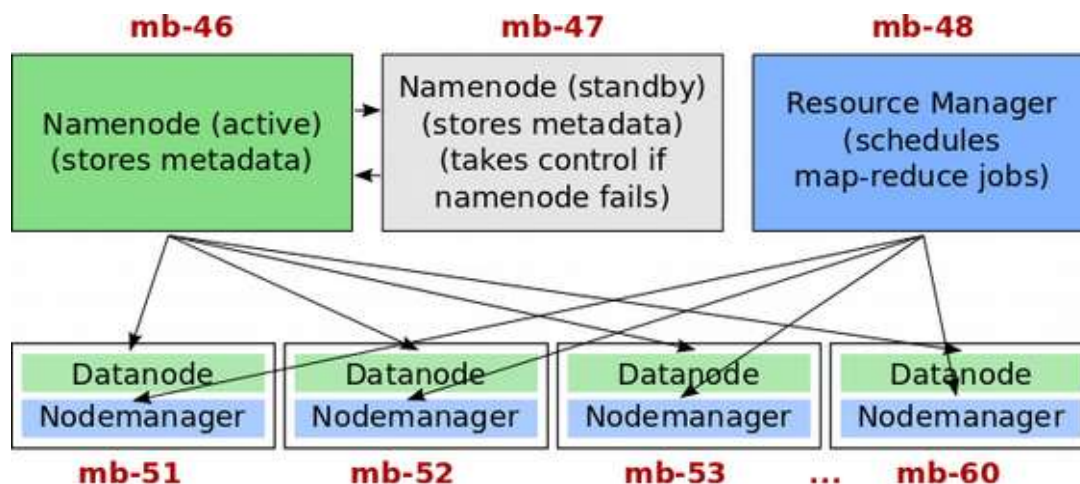 mb-46
mb-47
mb-48
Namenode (active)
(stores metadata)
Namenode (standby)
(stores metadata)
(takes control if
namenode fails)
Resource Manager
(schedules
map-reduce jobs)
Datanode
Nodemanager
Datanode
Nodemanager
Datanode
Nodemanager
Datanode
Nodemanager
mb-51
mb-52
mb-53
...
mb-60